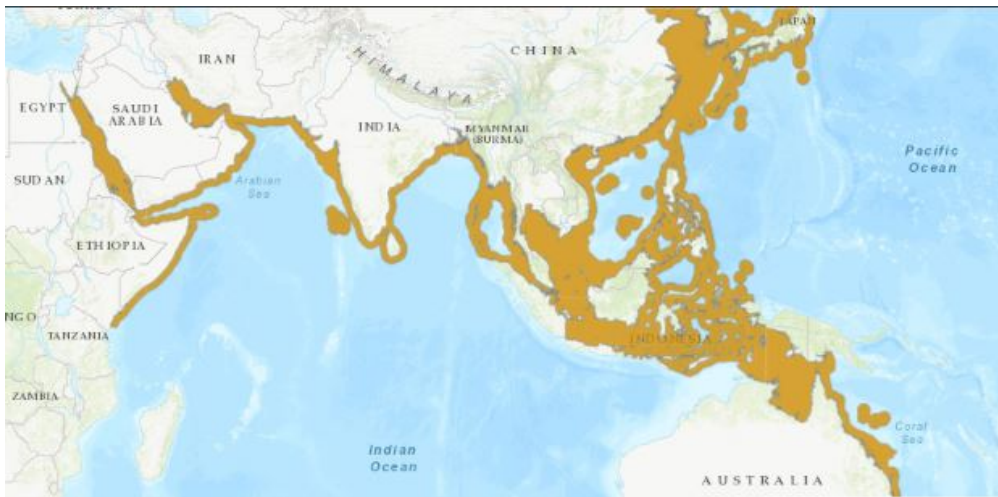 JAPAN
CHINA
IRAN
HIMALAYA
EGYPT
SAUDI
ARABIA
INDIA
MYANMAR
(BURMA)
Pacific
Ocean
SUDAN
Arabian
Sea
ETHIOPIA
NGO
TANZANIA
INDONESIA
ZAMBIA
Coral
Sea
Indian
Ocean
AUSTRALIA